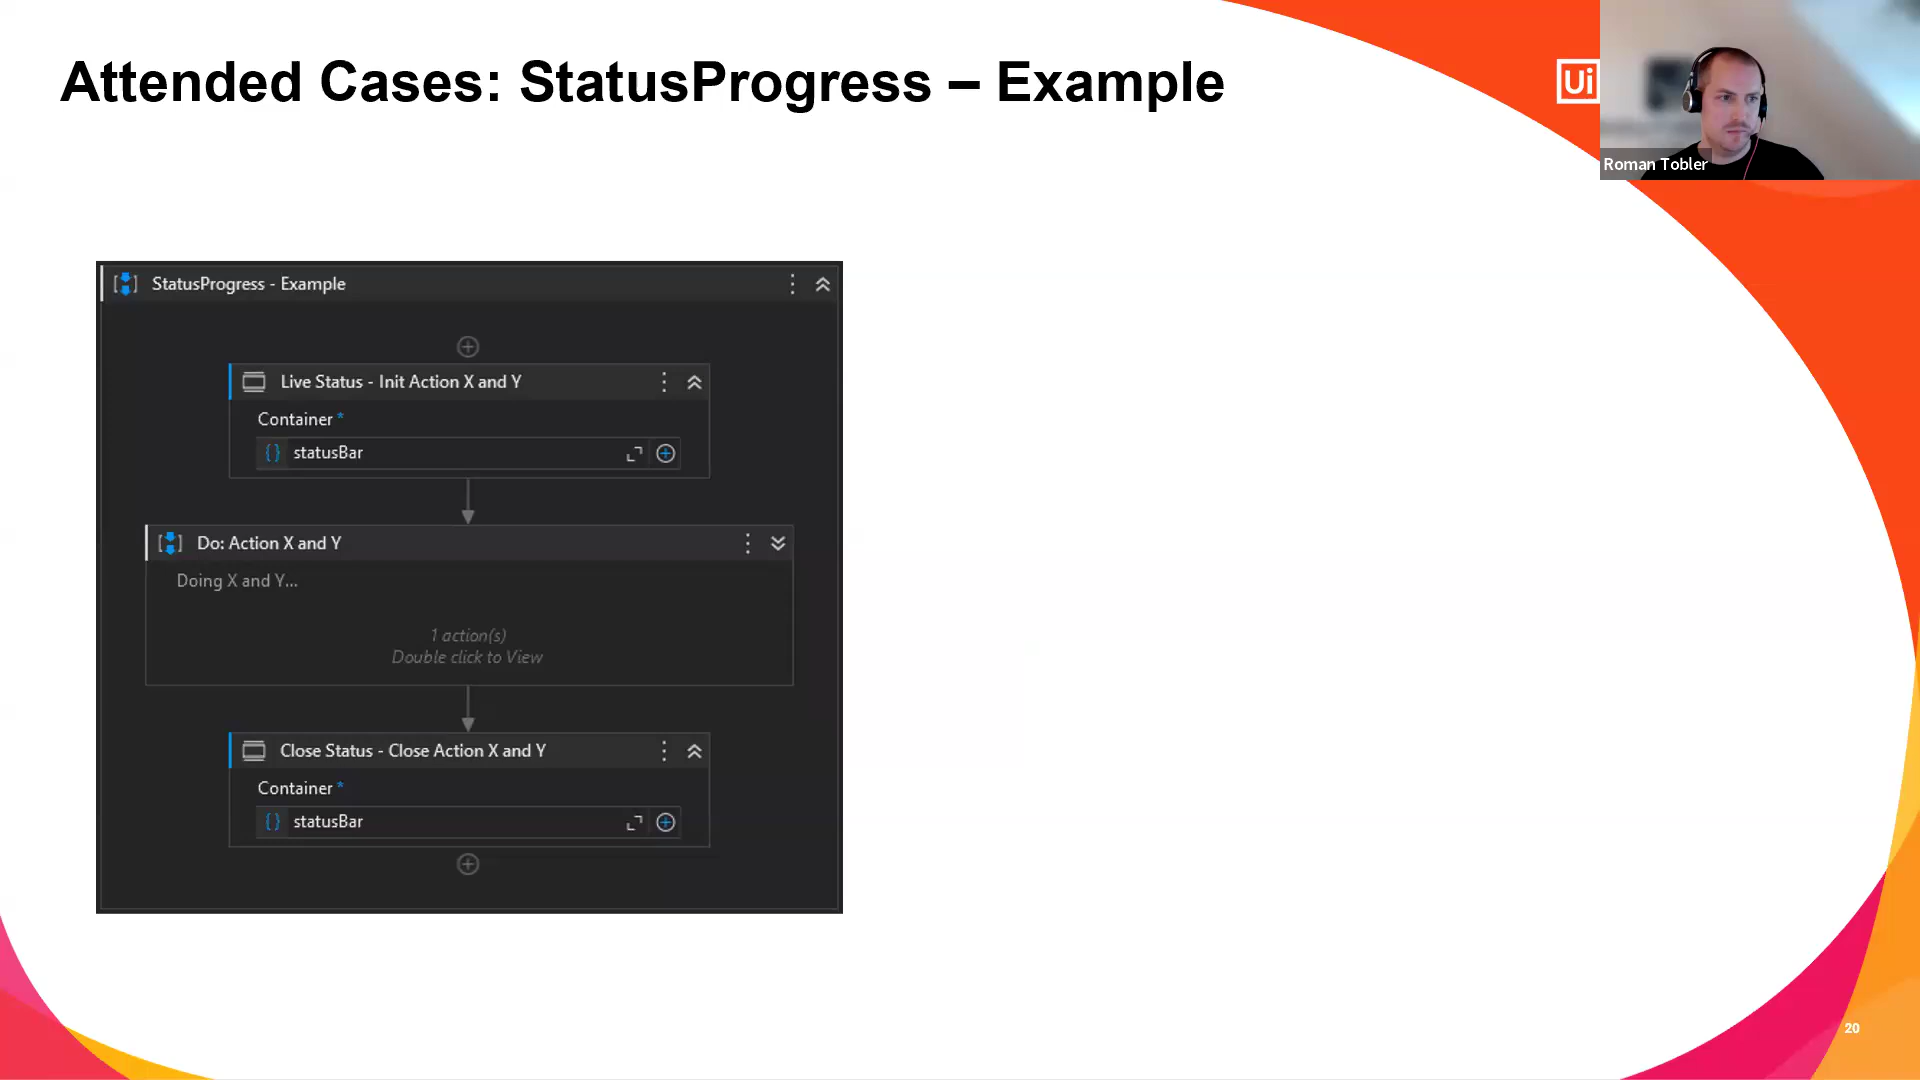 Attended Cases: StatusProgress – Example
Ui
Roman Tobler
StatusProgress - Example
Live Status - Init Action X and Y
Container *
{} statusBar
Do: Action X and Y
Doing X and Y...
1 action(s)
Double click to View
Close Status - Close Action X and Y
Container *
{} statusBar
20